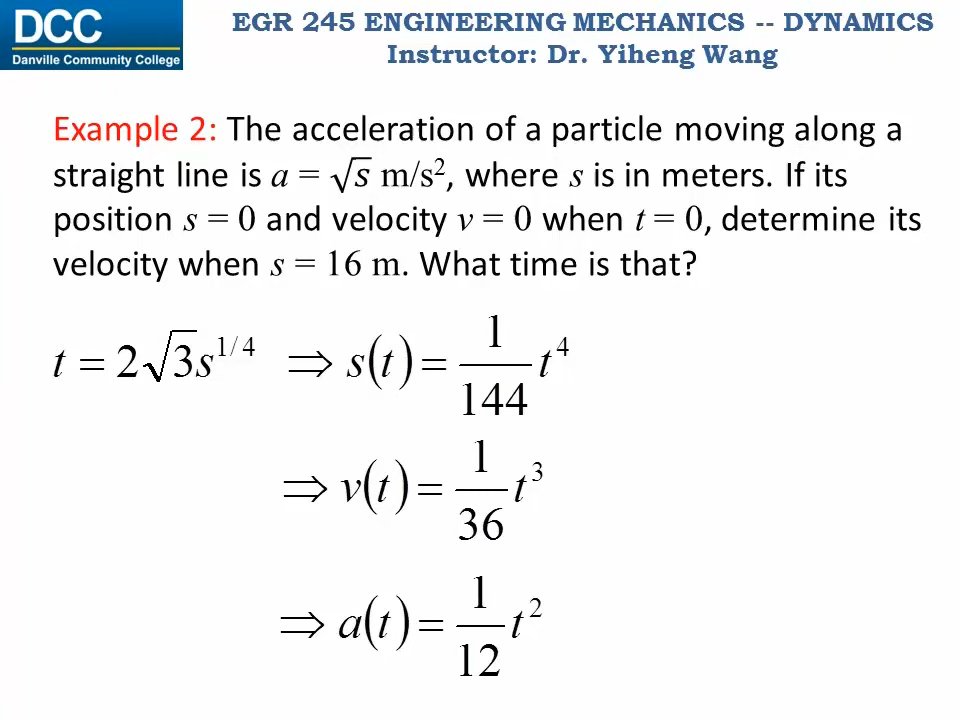 DCC
Danville Community College
EGR 245 ENGINEERING MECHANICS -- DYNAMICS
Instructor: Dr. Yiheng Wang
Example 2: The acceleration of a particle moving along a
straight line is a = √s m/s², where s is in meters. If its
position s = 0 and velocity v = 0 when t = 0, determine its
velocity when s = 16 m. What time is that?
t = 2√3s^{1/4} ⇒ s(t) = \frac{1}{144} t⁴
⇒ v(t) = \frac{1}{36} t³
⇒ a(t) = \frac{1}{12} t²